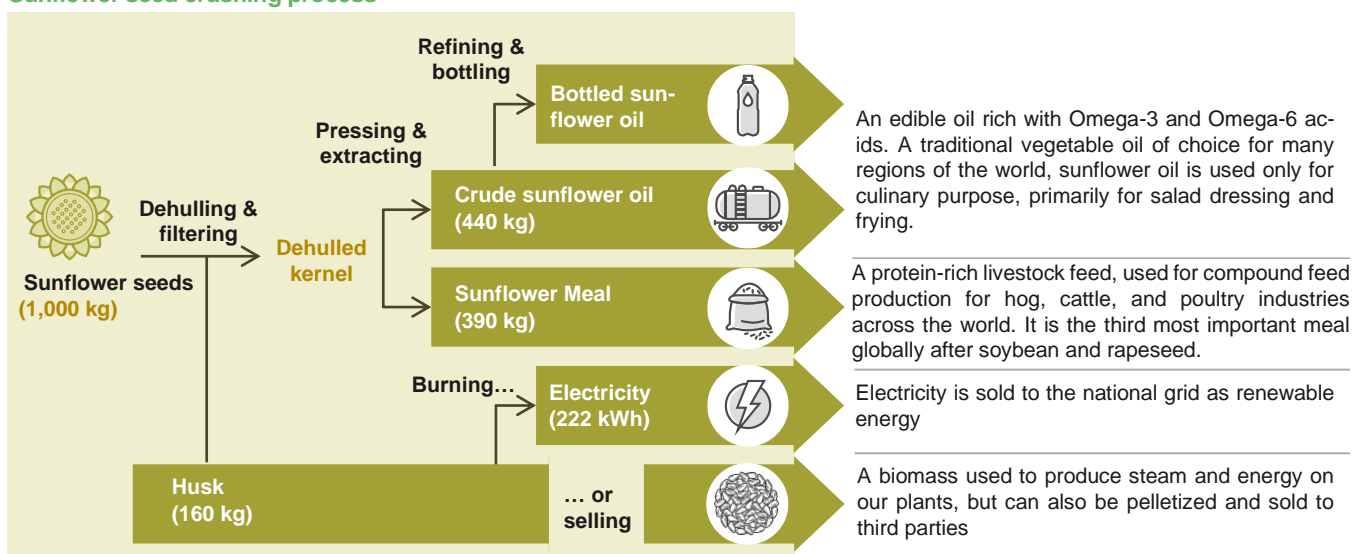 Sunflower seed crushing process
Refining &
bottling
Bottled sun-
flower oil
An edible oil rich with Omega-3 and Omega-6 ac-
ids. A traditional vegetable oil of choice for many
regions of the world, sunflower oil is used only for
culinary purpose, primarily for salad dressing and
frying.
Pressing &
extracting
Crude sunflower oil
(440 kg)
Dehulling &
filtering
Dehulled
kernel
Sunflower seeds
(1,000 kg)
Sunflower Meal
(390 kg)
A protein-rich livestock feed, used for compound feed
production for hog, cattle, and poultry industries
across the world. It is the third most important meal
globally after soybean and rapeseed.
Burning…
Electricity
(222 kWh)
Electricity is sold to the national grid as renewable
energy
Husk
(160 kg)
… or
selling
A biomass used to produce steam and energy on
our plants, but can also be pelletized and sold to
third parties